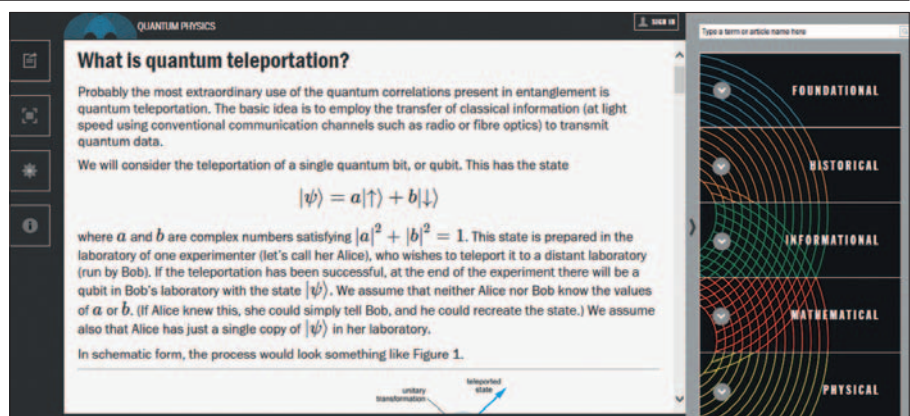 QUANTUM PHYSICS
SIGN IN
Type a term or article name here
What is quantum teleportation?
Probably the most extraordinary use of the quantum correlations present in entanglement is
quantum teleportation. The basic idea is to employ the transfer of classical information (at light
speed using conventional communication channels such as radio or fibre optics) to transmit
quantum data.
We will consider the teleportation of a single quantum bit, or qubit. This has the state
|ψ⟩ = a|↑⟩ + b|↓⟩
where a and b are complex numbers satisfying |a|² + |b|² = 1. This state is prepared in the
laboratory of one experimenter (let's call her Alice), who wishes to teleport it to a distant laboratory
(run by Bob). If the teleportation has been successful, at the end of the experiment there will be a
qubit in Bob's laboratory with the state |ψ⟩. We assume that neither Alice nor Bob know the values
of a or b. (If Alice knew this, she could simply tell Bob, and he could recreate the state.) We assume
also that Alice has just a single copy of |ψ⟩ in her laboratory.
In schematic form, the process would look something like Figure 1.
unitary
transformation
teleported
state
FOUNDATIONAL
HISTORICAL
INFORMATIONAL
MATHEMATICAL
PHYSICAL